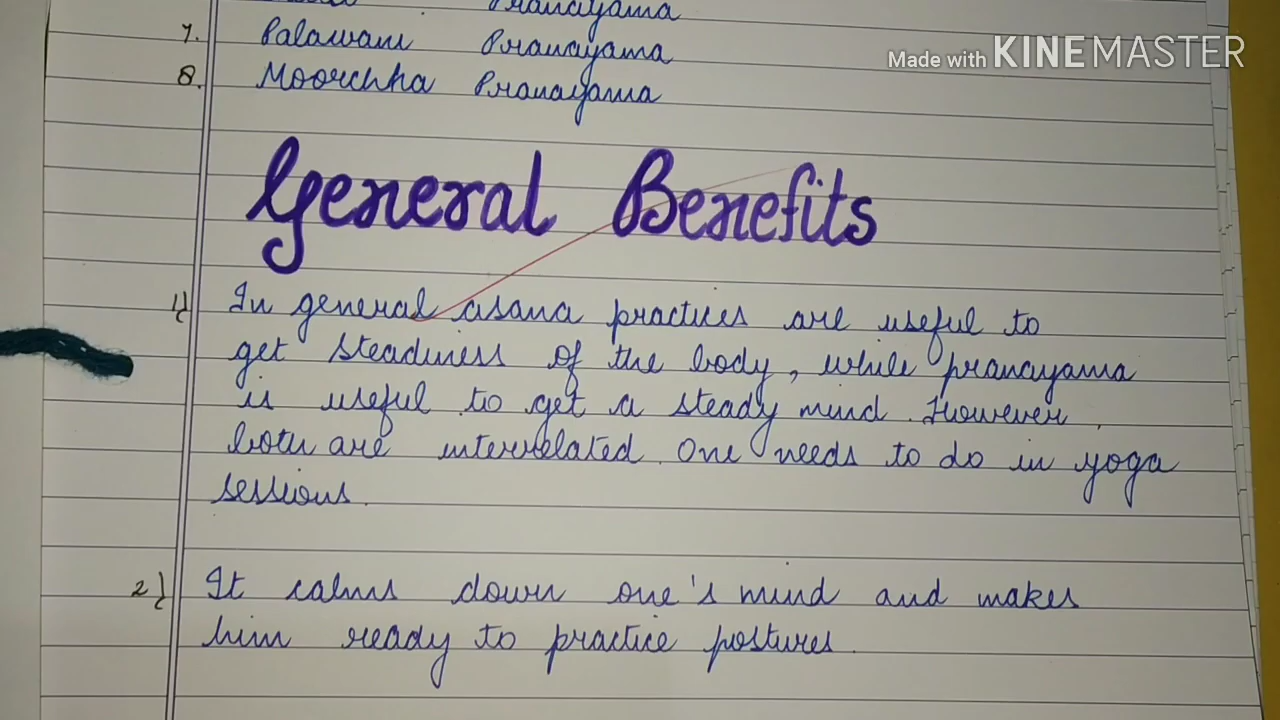 Pranayama
7. Palawani Pranayama
8. Moorchha Pranayama
Made with KINEMASTER
General Benefits
1} In general asana practices are useful to
get steadiness of the body, while pranayama
is useful to get a steady mind. However,
both are interrelated. One needs to do in yoga
sessions.
2} It calms down one's mind and makes
him ready to practice postures.